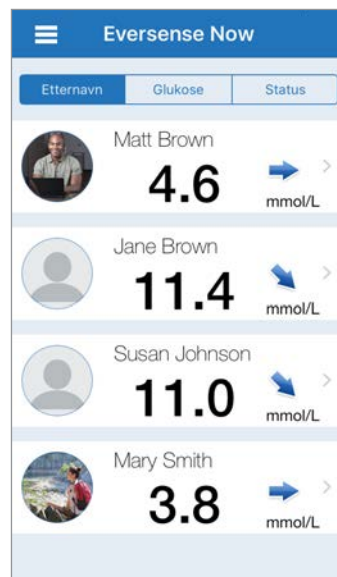 Eversense Now
Etternavn Glukose Status
Matt Brown
4.6
mmol/L
Jane Brown
11.4
mmol/L
Susan Johnson
11.0
mmol/L
Mary Smith
3.8
mmol/L